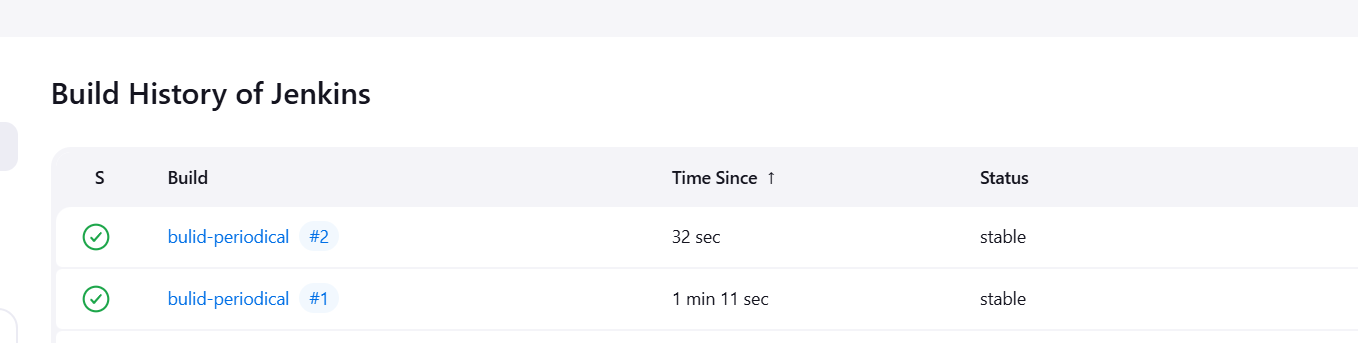 Build History of Jenkins
S Build Time Since ↑ Status
bulid-periodical #2 32 sec stable
bulid-periodical #1 1 min 11 sec stable